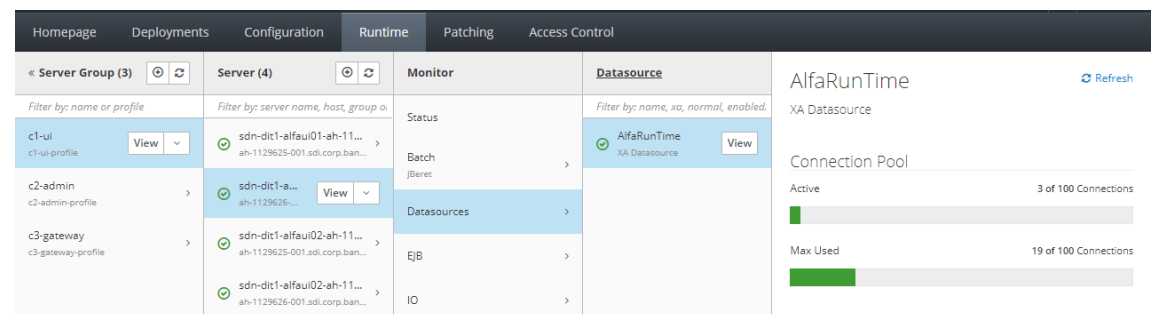 Homepage Deployments Configuration Runtime Patching Access Control
« Server Group (3)
Filter by: name or profile
c1-ui
c1-ui-profile
View
c2-admin
c2-admin-profile
c3-gateway
c3-gateway-profile
Server (4)
Filter by: server name, host, group o
sdn-dit1-alfaui01-ah-11...
ah-1129625-001.sdi.corp.ban...
sdn-dit1-a...
ah-1129626-...
View
sdn-dit1-alfaui02-ah-11...
ah-1129625-001.sdi.corp.ban...
sdn-dit1-alfaui02-ah-11...
ah-1129626-001.sdi.corp.ban...
Monitor
Status
Batch
JBeret
Datasources
EJB
IO
Datasource
Filter by: name, xa, normal, enabled,
AlfaRunTime
XA Datasource
View
AlfaRunTime
Refresh
XA Datasource
Connection Pool
Active 3 of 100 Connections
Max Used 19 of 100 Connections